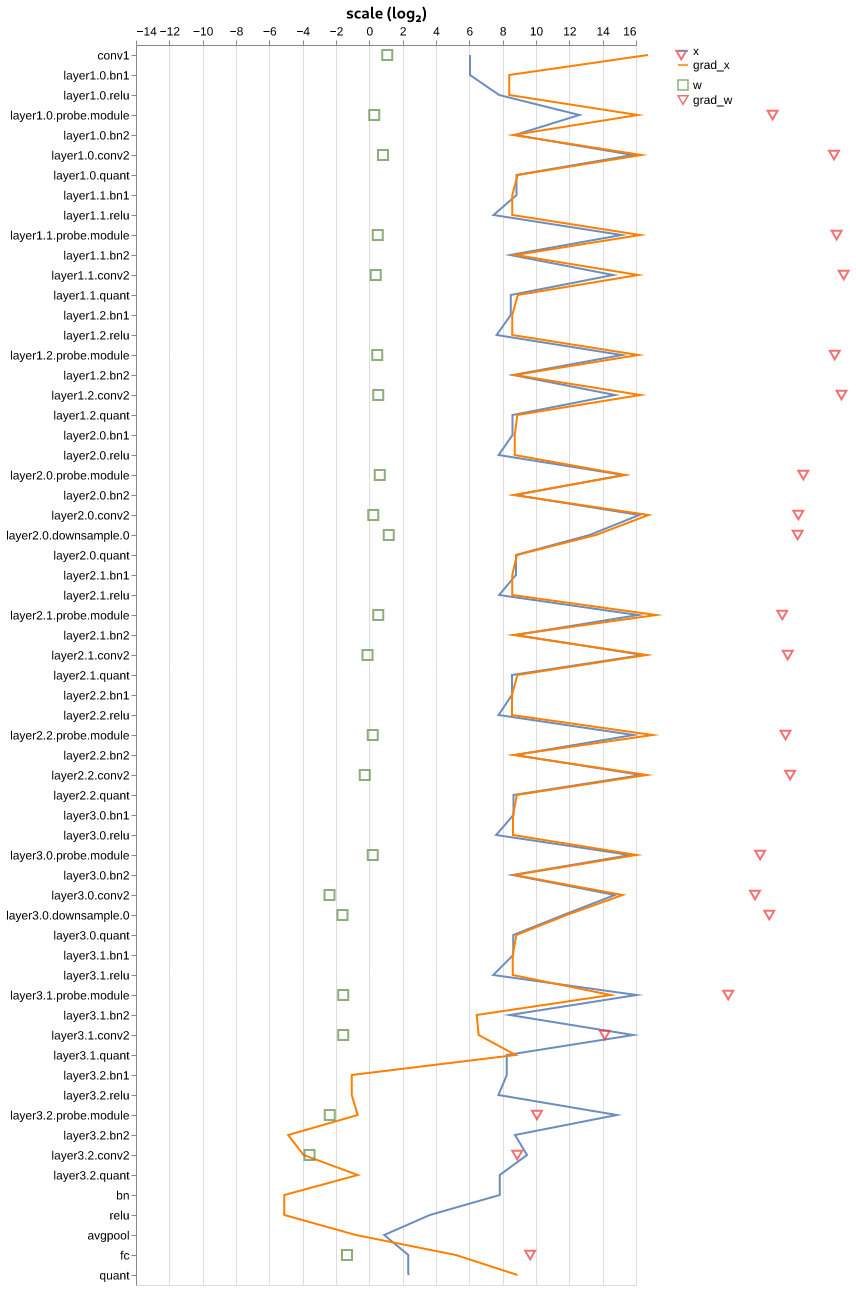 scale (log₂)
−14 −12 −10 −8 −6 −4 −2 0 2 4 6 8 10 12 14 16
x
grad_x
w
grad_w
conv1
layer1.0.bn1
layer1.0.relu
layer1.0.probe.module
layer1.0.bn2
layer1.0.conv2
layer1.0.quant
layer1.1.bn1
layer1.1.relu
layer1.1.probe.module
layer1.1.bn2
layer1.1.conv2
layer1.1.quant
layer1.2.bn1
layer1.2.relu
layer1.2.probe.module
layer1.2.bn2
layer1.2.conv2
layer1.2.quant
layer2.0.bn1
layer2.0.relu
layer2.0.probe.module
layer2.0.bn2
layer2.0.conv2
layer2.0.downsample.0
layer2.0.quant
layer2.1.bn1
layer2.1.relu
layer2.1.probe.module
layer2.1.bn2
layer2.1.conv2
layer2.1.quant
layer2.2.bn1
layer2.2.relu
layer2.2.probe.module
layer2.2.bn2
layer2.2.conv2
layer2.2.quant
layer3.0.bn1
layer3.0.relu
layer3.0.probe.module
layer3.0.bn2
layer3.0.conv2
layer3.0.downsample.0
layer3.0.quant
layer3.1.bn1
layer3.1.relu
layer3.1.probe.module
layer3.1.bn2
layer3.1.conv2
layer3.1.quant
layer3.2.bn1
layer3.2.relu
layer3.2.probe.module
layer3.2.bn2
layer3.2.conv2
layer3.2.quant
bn
relu
avgpool
fc
quant